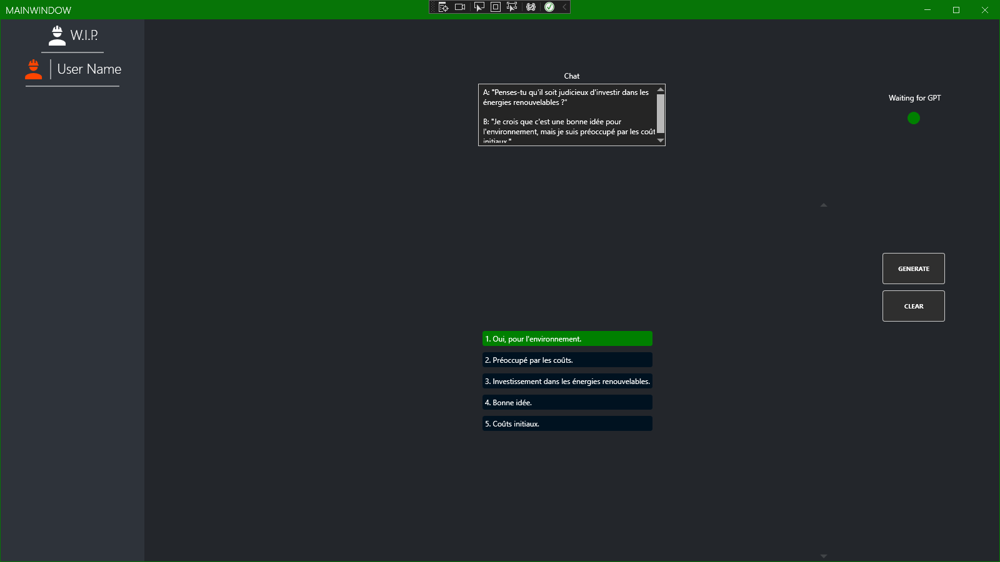 MAINWINDOW
W.I.P.
User Name
Chat
A: "Penses-tu qu'il soit judicieux d'investir dans les
énergies renouvelables ?"
B: "Je crois que c'est une bonne idée pour
l'environnement, mais je suis préoccupé par les coût
initiaux."
Waiting for GPT
GENERATE
CLEAR
1. Oui, pour l'environnement.
2. Préoccupé par les coûts.
3. Investissement dans les énergies renouvelables.
4. Bonne idée.
5. Coûts initiaux.